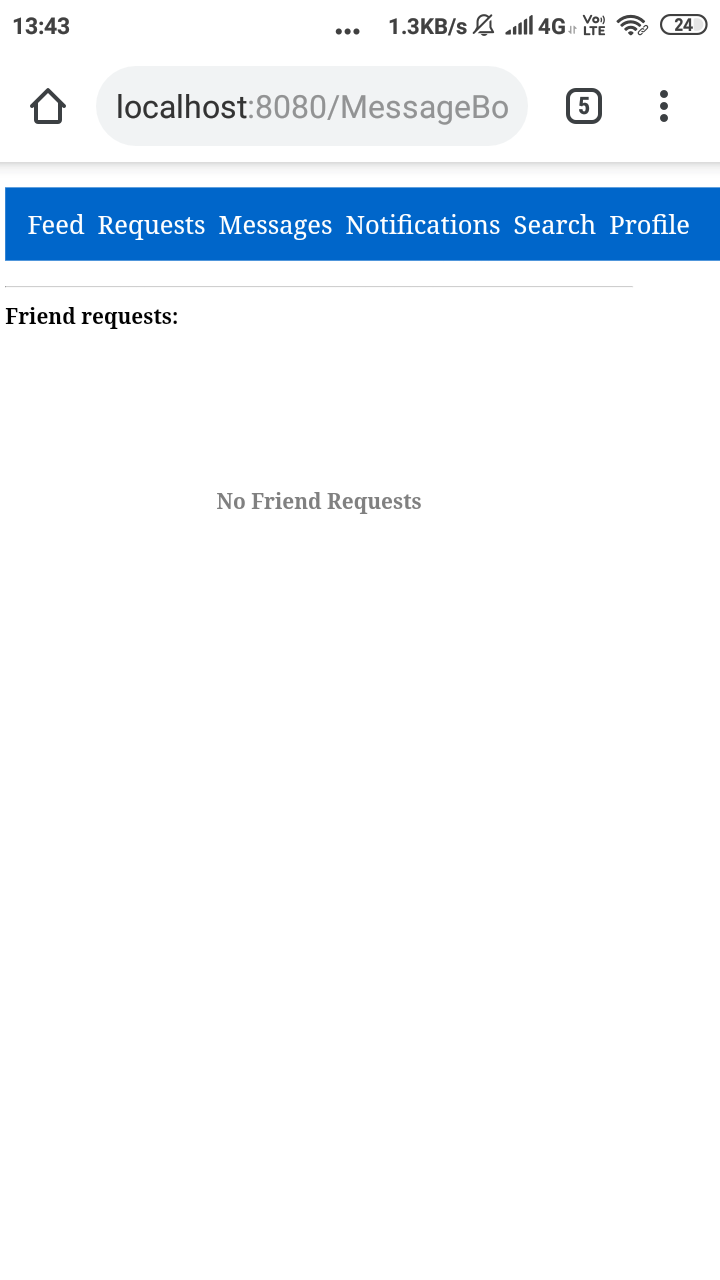 13:43 ... 1.3KB/s 4G Vo LTE 24
localhost:8080/MessageBo 5
Feed Requests Messages Notifications Search Profile
Friend requests:
No Friend Requests